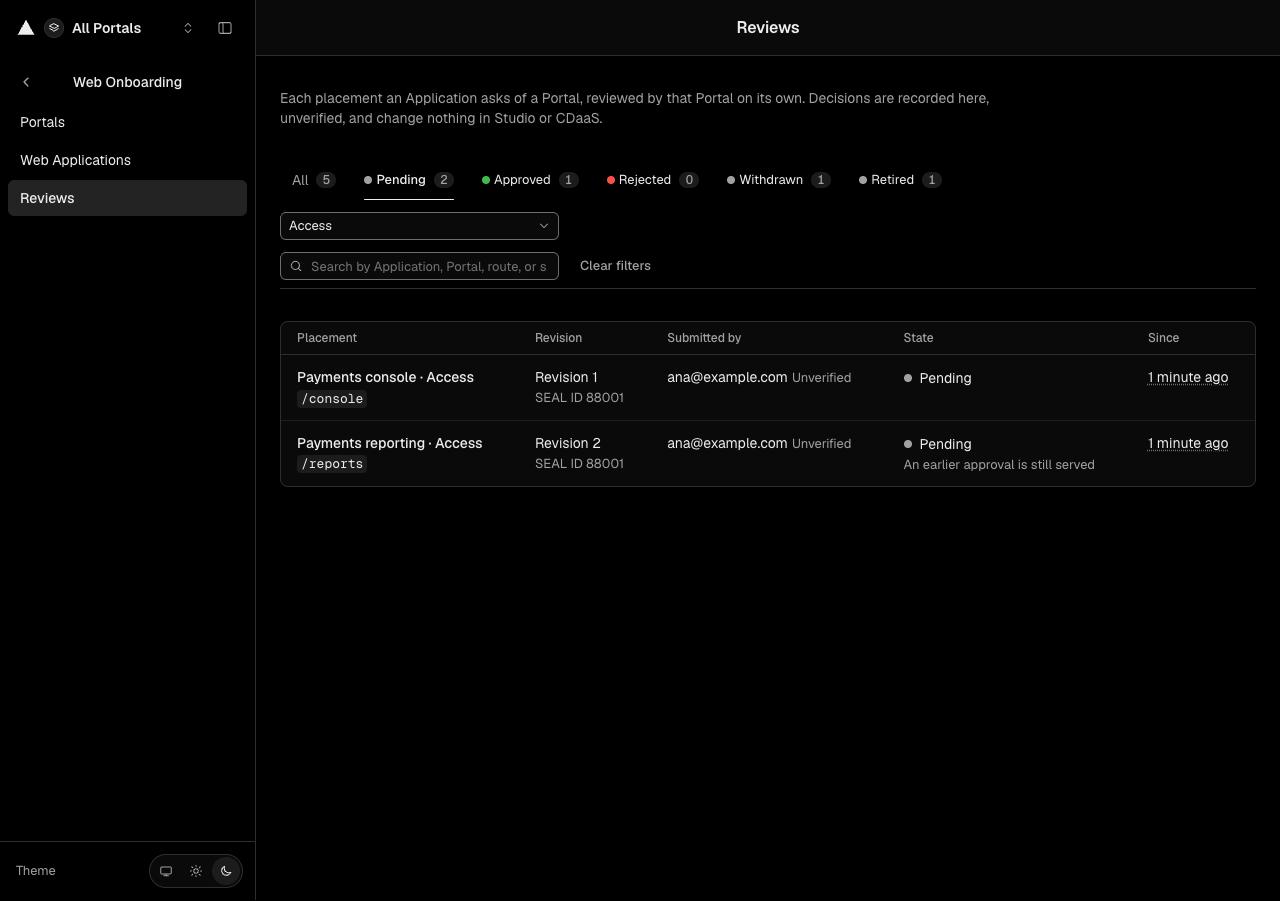 All Portals
Reviews
Web Onboarding
Portals
Web Applications
Reviews
Each placement an Application asks of a Portal, reviewed by that Portal on its own. Decisions are recorded here,
unverified, and change nothing in Studio or CDaaS.
All 5 Pending 2 Approved 1 Rejected 0 Withdrawn 1 Retired 1
Access
Search by Application, Portal, route, or s
Clear filters
Placement Revision Submitted by State Since
Payments console · Access Revision 1 ana@example.com Unverified Pending 1 minute ago
/console SEAL ID 88001
Payments reporting · Access Revision 2 ana@example.com Unverified Pending 1 minute ago
/reports SEAL ID 88001 An earlier approval is still served
Theme